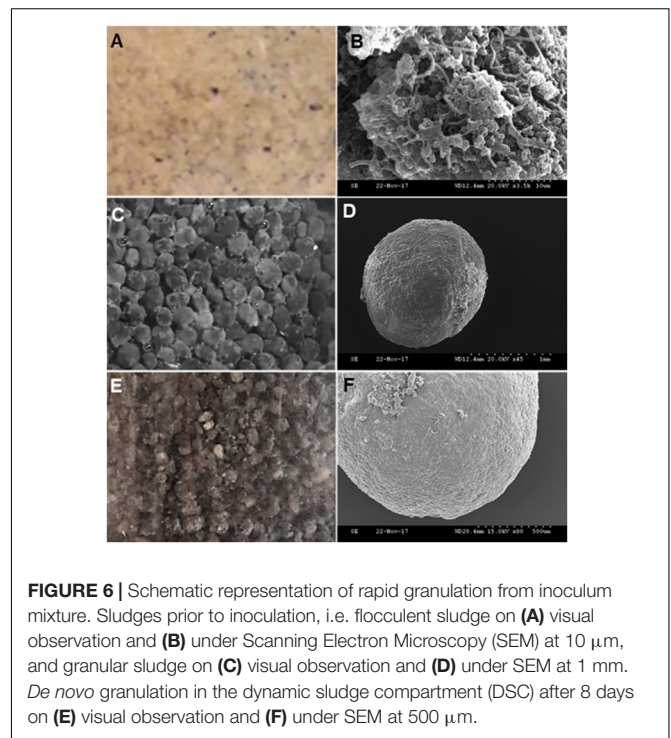 A
B
SE 22-Nov-17 WD12.4mm 20.0kV x3.5k 10um
C
D
SE 22-Nov-17 WD12.4mm 20.0kV x45 1mm
E
F
SE 22-Nov-17 WD20.4mm 15.0kV x90 500um
FIGURE 6 | Schematic representation of rapid granulation from inoculum
mixture. Sludges prior to inoculation, i.e. flocculent sludge on (A) visual
observation and (B) under Scanning Electron Microscopy (SEM) at 10 μm,
and granular sludge on (C) visual observation and (D) under SEM at 1 mm.
De novo granulation in the dynamic sludge compartment (DSC) after 8 days
on (E) visual observation and (F) under SEM at 500 μm.